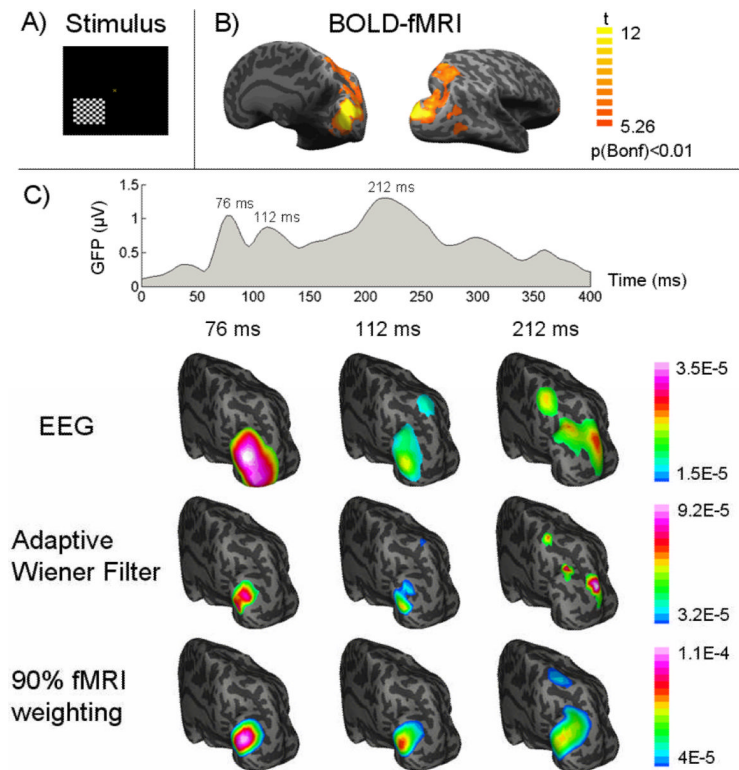 A) Stimulus
B) BOLD-fMRI
t
12
5.26
p(Bonf)<0.01
C)
1.5
1
0.5
0
GFP (µV)
76 ms
112 ms
212 ms
0 50 100 150 200 250 300 350 400
Time (ms)
76 ms 112 ms 212 ms
EEG
3.5E-5
1.5E-5
Adaptive
Wiener Filter
9.2E-5
3.2E-5
90% fMRI
weighting
1.1E-4
4E-5